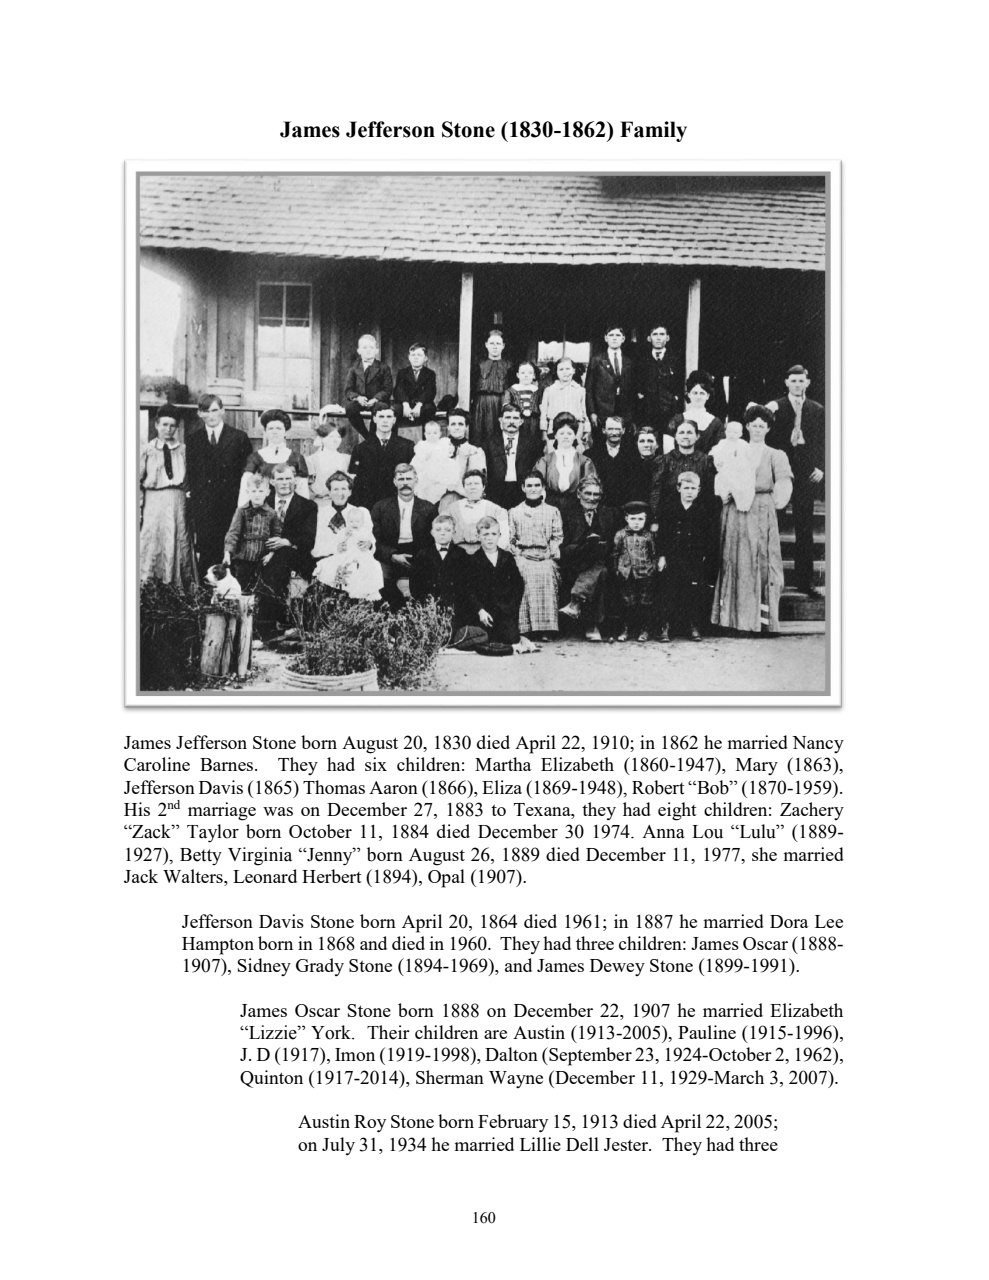 James Jefferson Stone (1830-1862) Family
James Jefferson Stone born August 20, 1830 died April 22, 1910; in 1862 he married Nancy
Caroline Barnes.  They had six children: Martha Elizabeth (1860-1947), Mary (1863),
Jefferson Davis (1865) Thomas Aaron (1866), Eliza (1869-1948), Robert “Bob” (1870-1959).
His 2nd marriage was on December 27, 1883 to Texana, they had eight children: Zachery
“Zack” Taylor born October 11, 1884 died December 30 1974. Anna Lou “Lulu” (1889-
1927), Betty Virginia “Jenny” born August 26, 1889 died December 11, 1977, she married
Jack Walters, Leonard Herbert (1894), Opal (1907).
Jefferson Davis Stone born April 20, 1864 died 1961; in 1887 he married Dora Lee
Hampton born in 1868 and died in 1960.  They had three children: James Oscar (1888-
1907), Sidney Grady Stone (1894-1969), and James Dewey Stone (1899-1991).
James Oscar Stone born 1888 on December 22, 1907 he married Elizabeth
“Lizzie” York.  Their children are Austin (1913-2005), Pauline (1915-1996),
J. D (1917), Imon (1919-1998), Dalton (September 23, 1924-October 2, 1962),
Quinton (1917-2014), Sherman Wayne (December 11, 1929-March 3, 2007).
Austin Roy Stone born February 15, 1913 died April 22, 2005;
on July 31, 1934 he married Lillie Dell Jester.  They had three
160